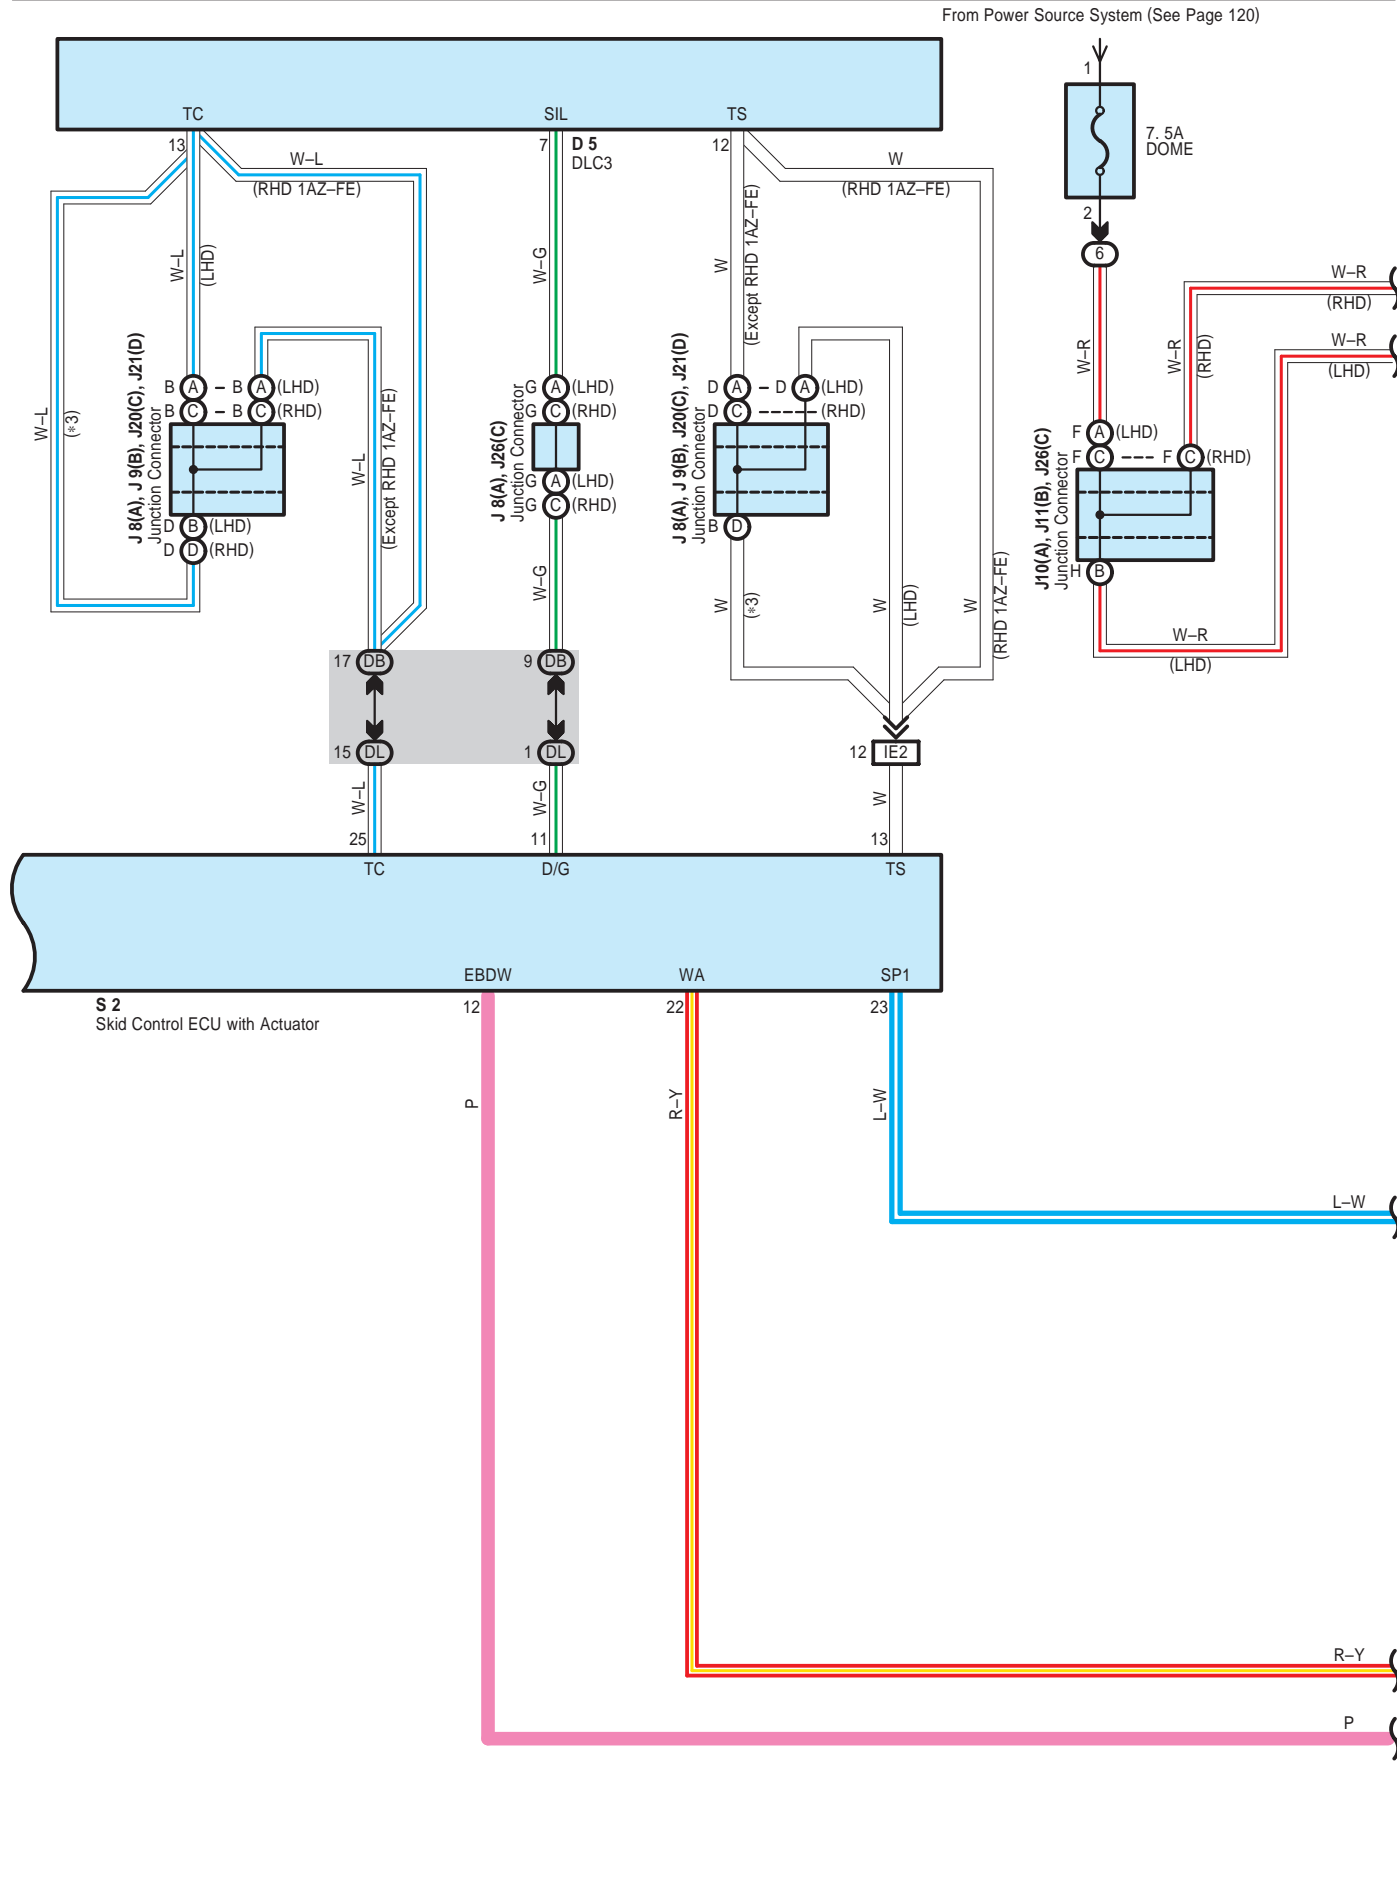 From Power Source System (See Page 120)
TC
SIL
TS
1
13
7
D 5
DLC3
12
7. 5A
DOME
W–L
(RHD 1AZ–FE)
W
(RHD 1AZ–FE)
2
6
W–L
(LHD)
W–G
W
(Except RHD 1AZ–FE)
W–R
(RHD)
W–R
(LHD)
W–R
W–R
(RHD)
W–L
(*3)
J 8(A), J 9(B), J20(C), J21(D)
Junction Connector
B A – B A (LHD)
B C – B C (RHD)
D B (LHD)
D D (RHD)
W–L
(Except RHD 1AZ–FE)
J 8(A), J26(C)
Junction Connector
G A (LHD)
G C (RHD)
G A (LHD)
G C (RHD)
J 8(A), J 9(B), J20(C), J21(D)
Junction Connector
D A – D A (LHD)
D C ----- (RHD)
B D
J10(A), J11(B), J26(C)
Junction Connector
F A (LHD)
F C ---- F C (RHD)
H B
W–G
W
(*3)
W
(LHD)
W
(RHD 1AZ–FE)
W–R
(LHD)
17 DB
9 DB
15 DL
1 DL
12 IE2
W–L
W–G
W
25
11
13
TC
D/G
TS
EBDW
WA
SP1
S 2
Skid Control ECU with Actuator
12
22
23
P
R–Y
L–W
L–W
R–Y
P